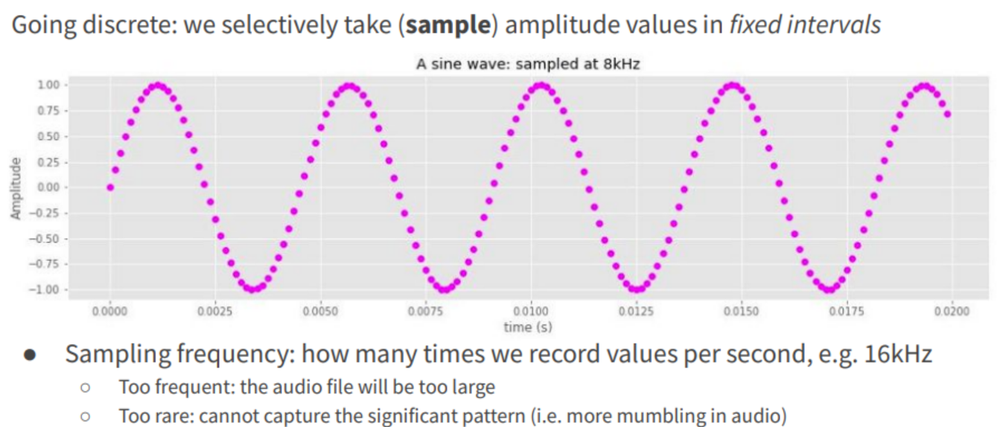 Going discrete: we selectively take (sample) amplitude values in fixed intervals
A sine wave: sampled at 8kHz
1.00
0.75
0.50
0.25
0.00
−0.25
−0.50
−0.75
−1.00
Amplitude
0.0000 0.0025 0.0050 0.0075 0.0100 0.0125 0.0150 0.0175 0.0200
time (s)
● Sampling frequency: how many times we record values per second, e.g. 16kHz
○ Too frequent: the audio file will be too large
○ Too rare: cannot capture the significant pattern (i.e. more mumbling in audio)